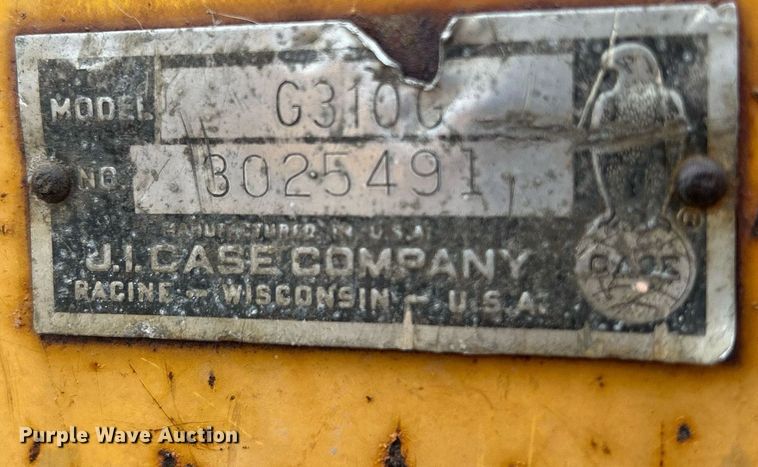 MODEL G310G
NO 3025491
MANUFACTURED IN U.S.A.
J.I. CASE COMPANY
RACINE - WISCONSIN - U.S.A.
CASE
®
Purple Wave Auction